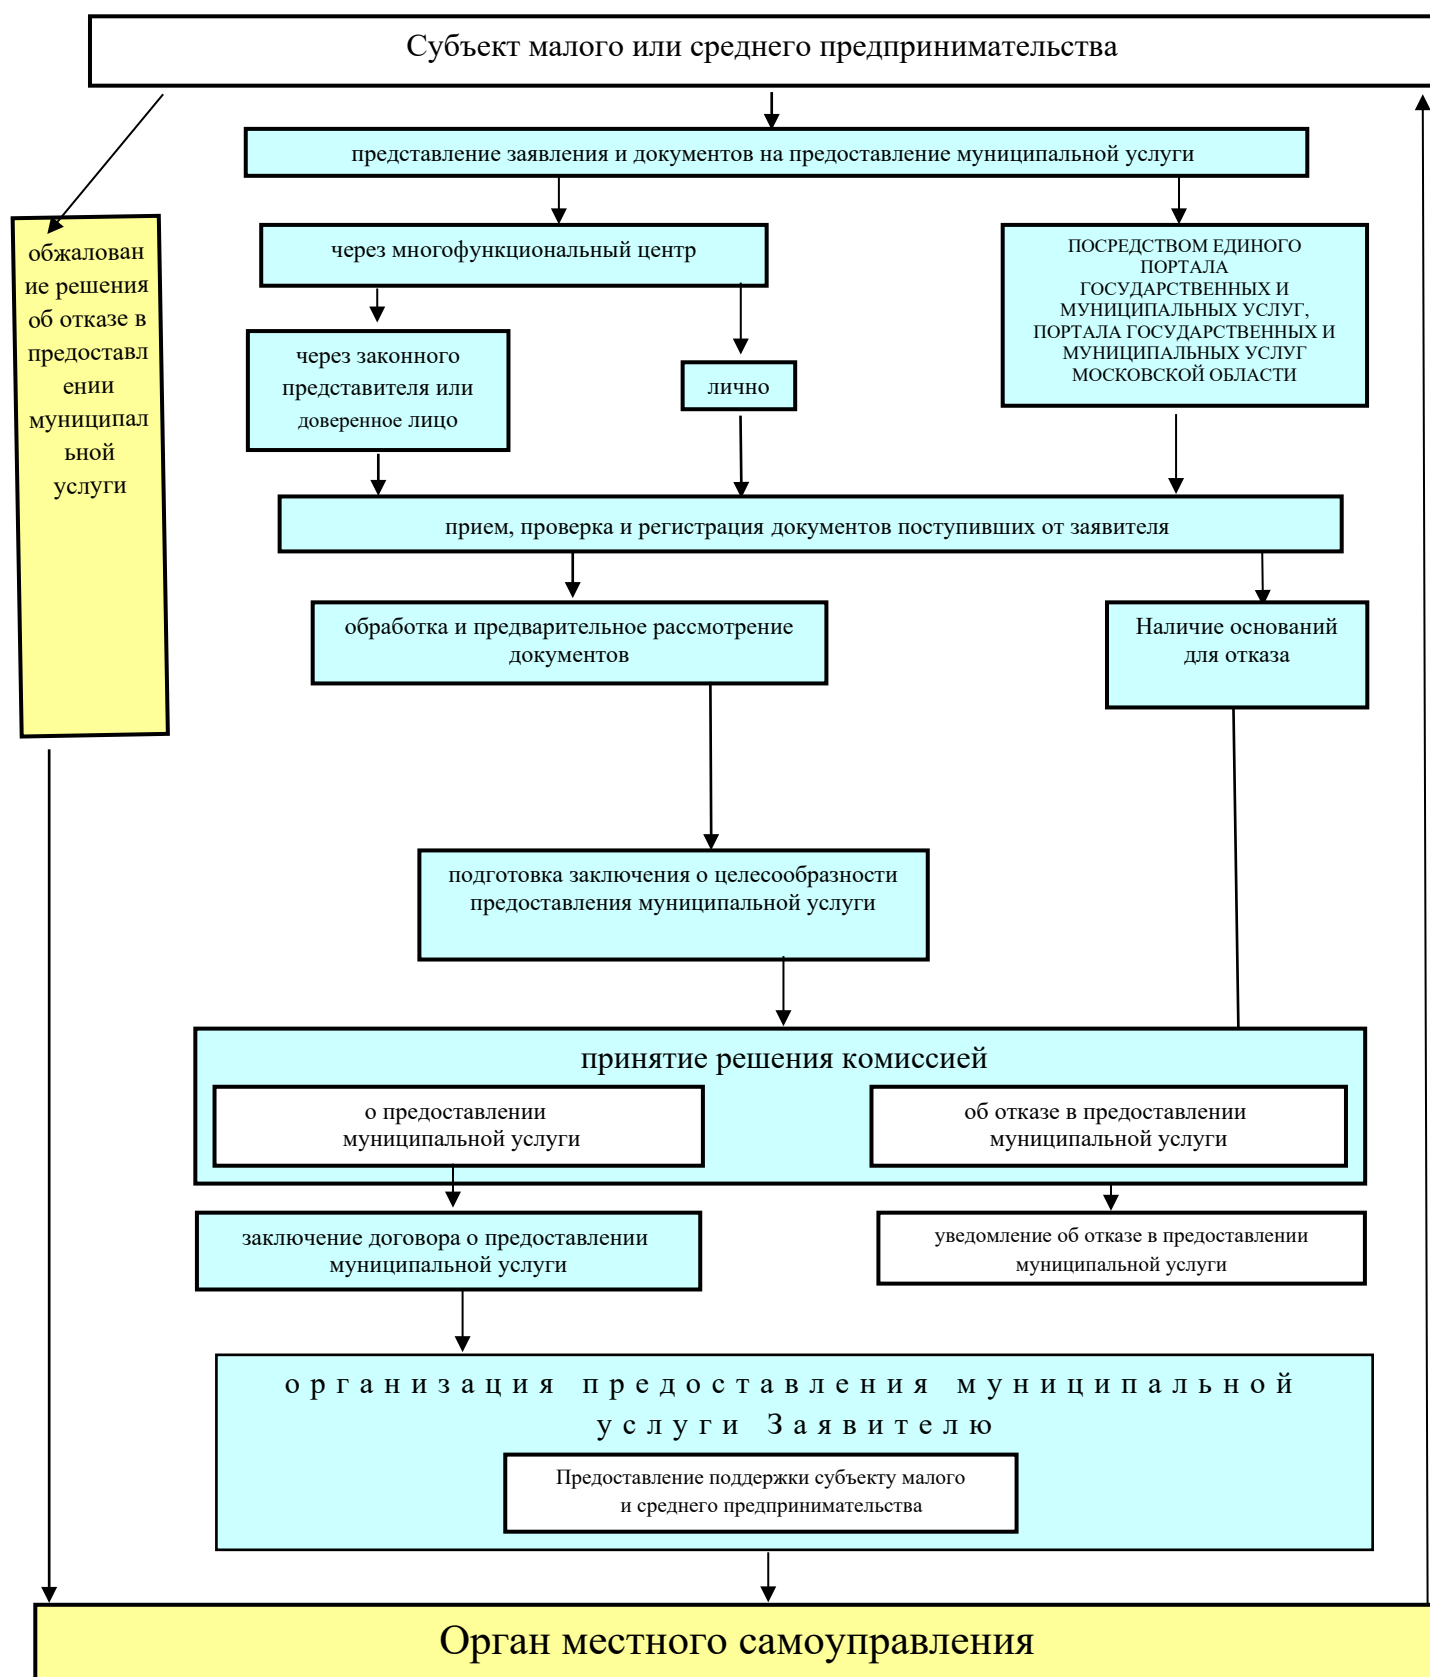 Субъект малого или среднего предпринимательства
представление заявления и документов на предоставление муниципальной услуги
обжалован
ие решения
об отказе в
предоставл
ении
муниципал
ьной
услуги
через многофункциональный центр
ПОСРЕДСТВОМ ЕДИНОГО
ПОРТАЛА
ГОСУДАРСТВЕННЫХ И
МУНИЦИПАЛЬНЫХ УСЛУГ,
ПОРТАЛА ГОСУДАРСТВЕННЫХ И
МУНИЦИПАЛЬНЫХ УСЛУГ
МОСКОВСКОЙ ОБЛАСТИ
через законного
представителя или
доверенное лицо
лично
прием, проверка и регистрация документов поступивших от заявителя
обработка и предварительное рассмотрение
документов
Наличие оснований
для отказа
подготовка заключения о целесообразности
предоставления муниципальной услуги
принятие решения комиссией
о предоставлении
муниципальной услуги
об отказе в предоставлении
муниципальной услуги
заключение договора о предоставлении
муниципальной услуги
уведомление об отказе в предоставлении
муниципальной услуги
организация предоставления муниципальной
услуги Заявителю
Предоставление поддержки субъекту малого
и среднего предпринимательства
Орган местного самоуправления